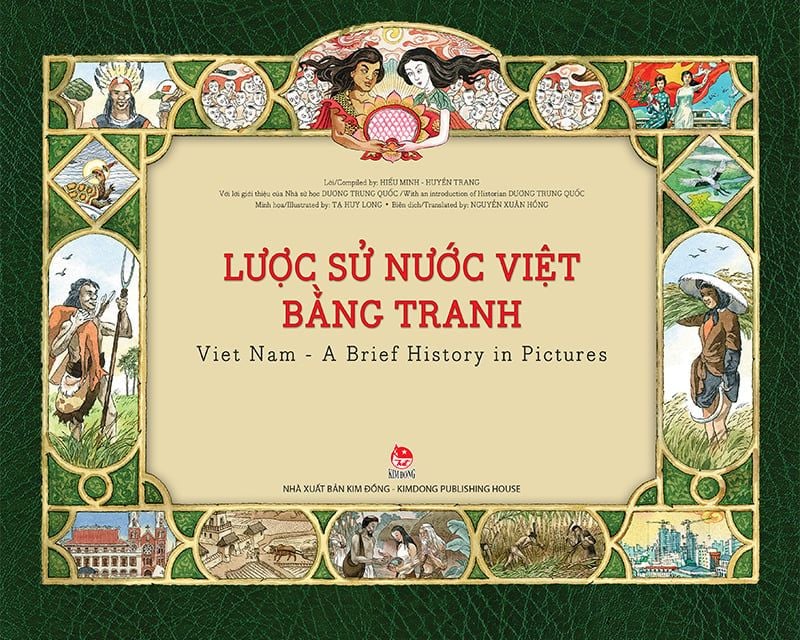 Lời/Compiled by: HIẾU MINH - HUYỀN TRANG
Với lời giới thiệu của Nhà sử học DƯƠNG TRUNG QUỐC / With an introduction of Historian DƯƠNG TRUNG QUỐC
Minh họa/Illustrated by: TẠ HUY LONG • Biên dịch/Translated by: NGUYỄN XUÂN HỒNG
LƯỢC SỬ NƯỚC VIỆT
BẰNG TRANH
Viet Nam - A Brief History in Pictures
KIM ĐỒNG
NHÀ XUẤT BẢN KIM ĐỒNG - KIMDONG PUBLISHING HOUSE